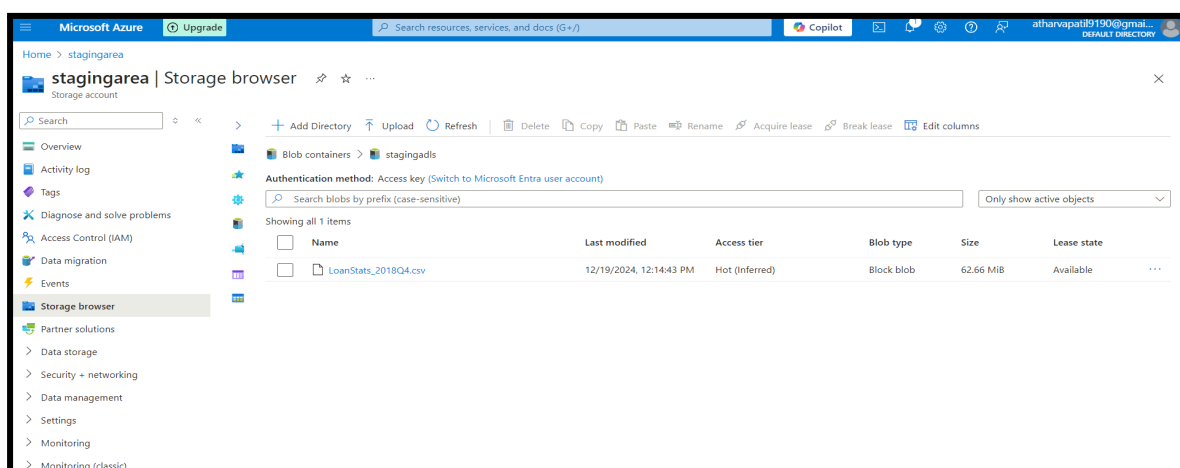 Microsoft Azure
Upgrade
Search resources, services, and docs (G+/)
Copilot
atharvapatil9190@gmai...
DEFAULT DIRECTORY
Home > stagingarea
stagingarea | Storage browser
Storage account
Search
Overview
Activity log
Tags
Diagnose and solve problems
Access Control (IAM)
Data migration
Events
Storage browser
Partner solutions
Data storage
Security + networking
Data management
Settings
Monitoring
Monitoring (classic)
Add Directory Upload Refresh Delete Copy Paste Rename Acquire lease Break lease Edit columns
Blob containers > stagingadls
Authentication method: Access key (Switch to Microsoft Entra user account)
Search blobs by prefix (case-sensitive)
Only show active objects
Showing all 1 items
Name Last modified Access tier Blob type Size Lease state
LoanStats_2018Q4.csv 12/19/2024, 12:14:43 PM Hot (Inferred) Block blob 62.66 MiB Available